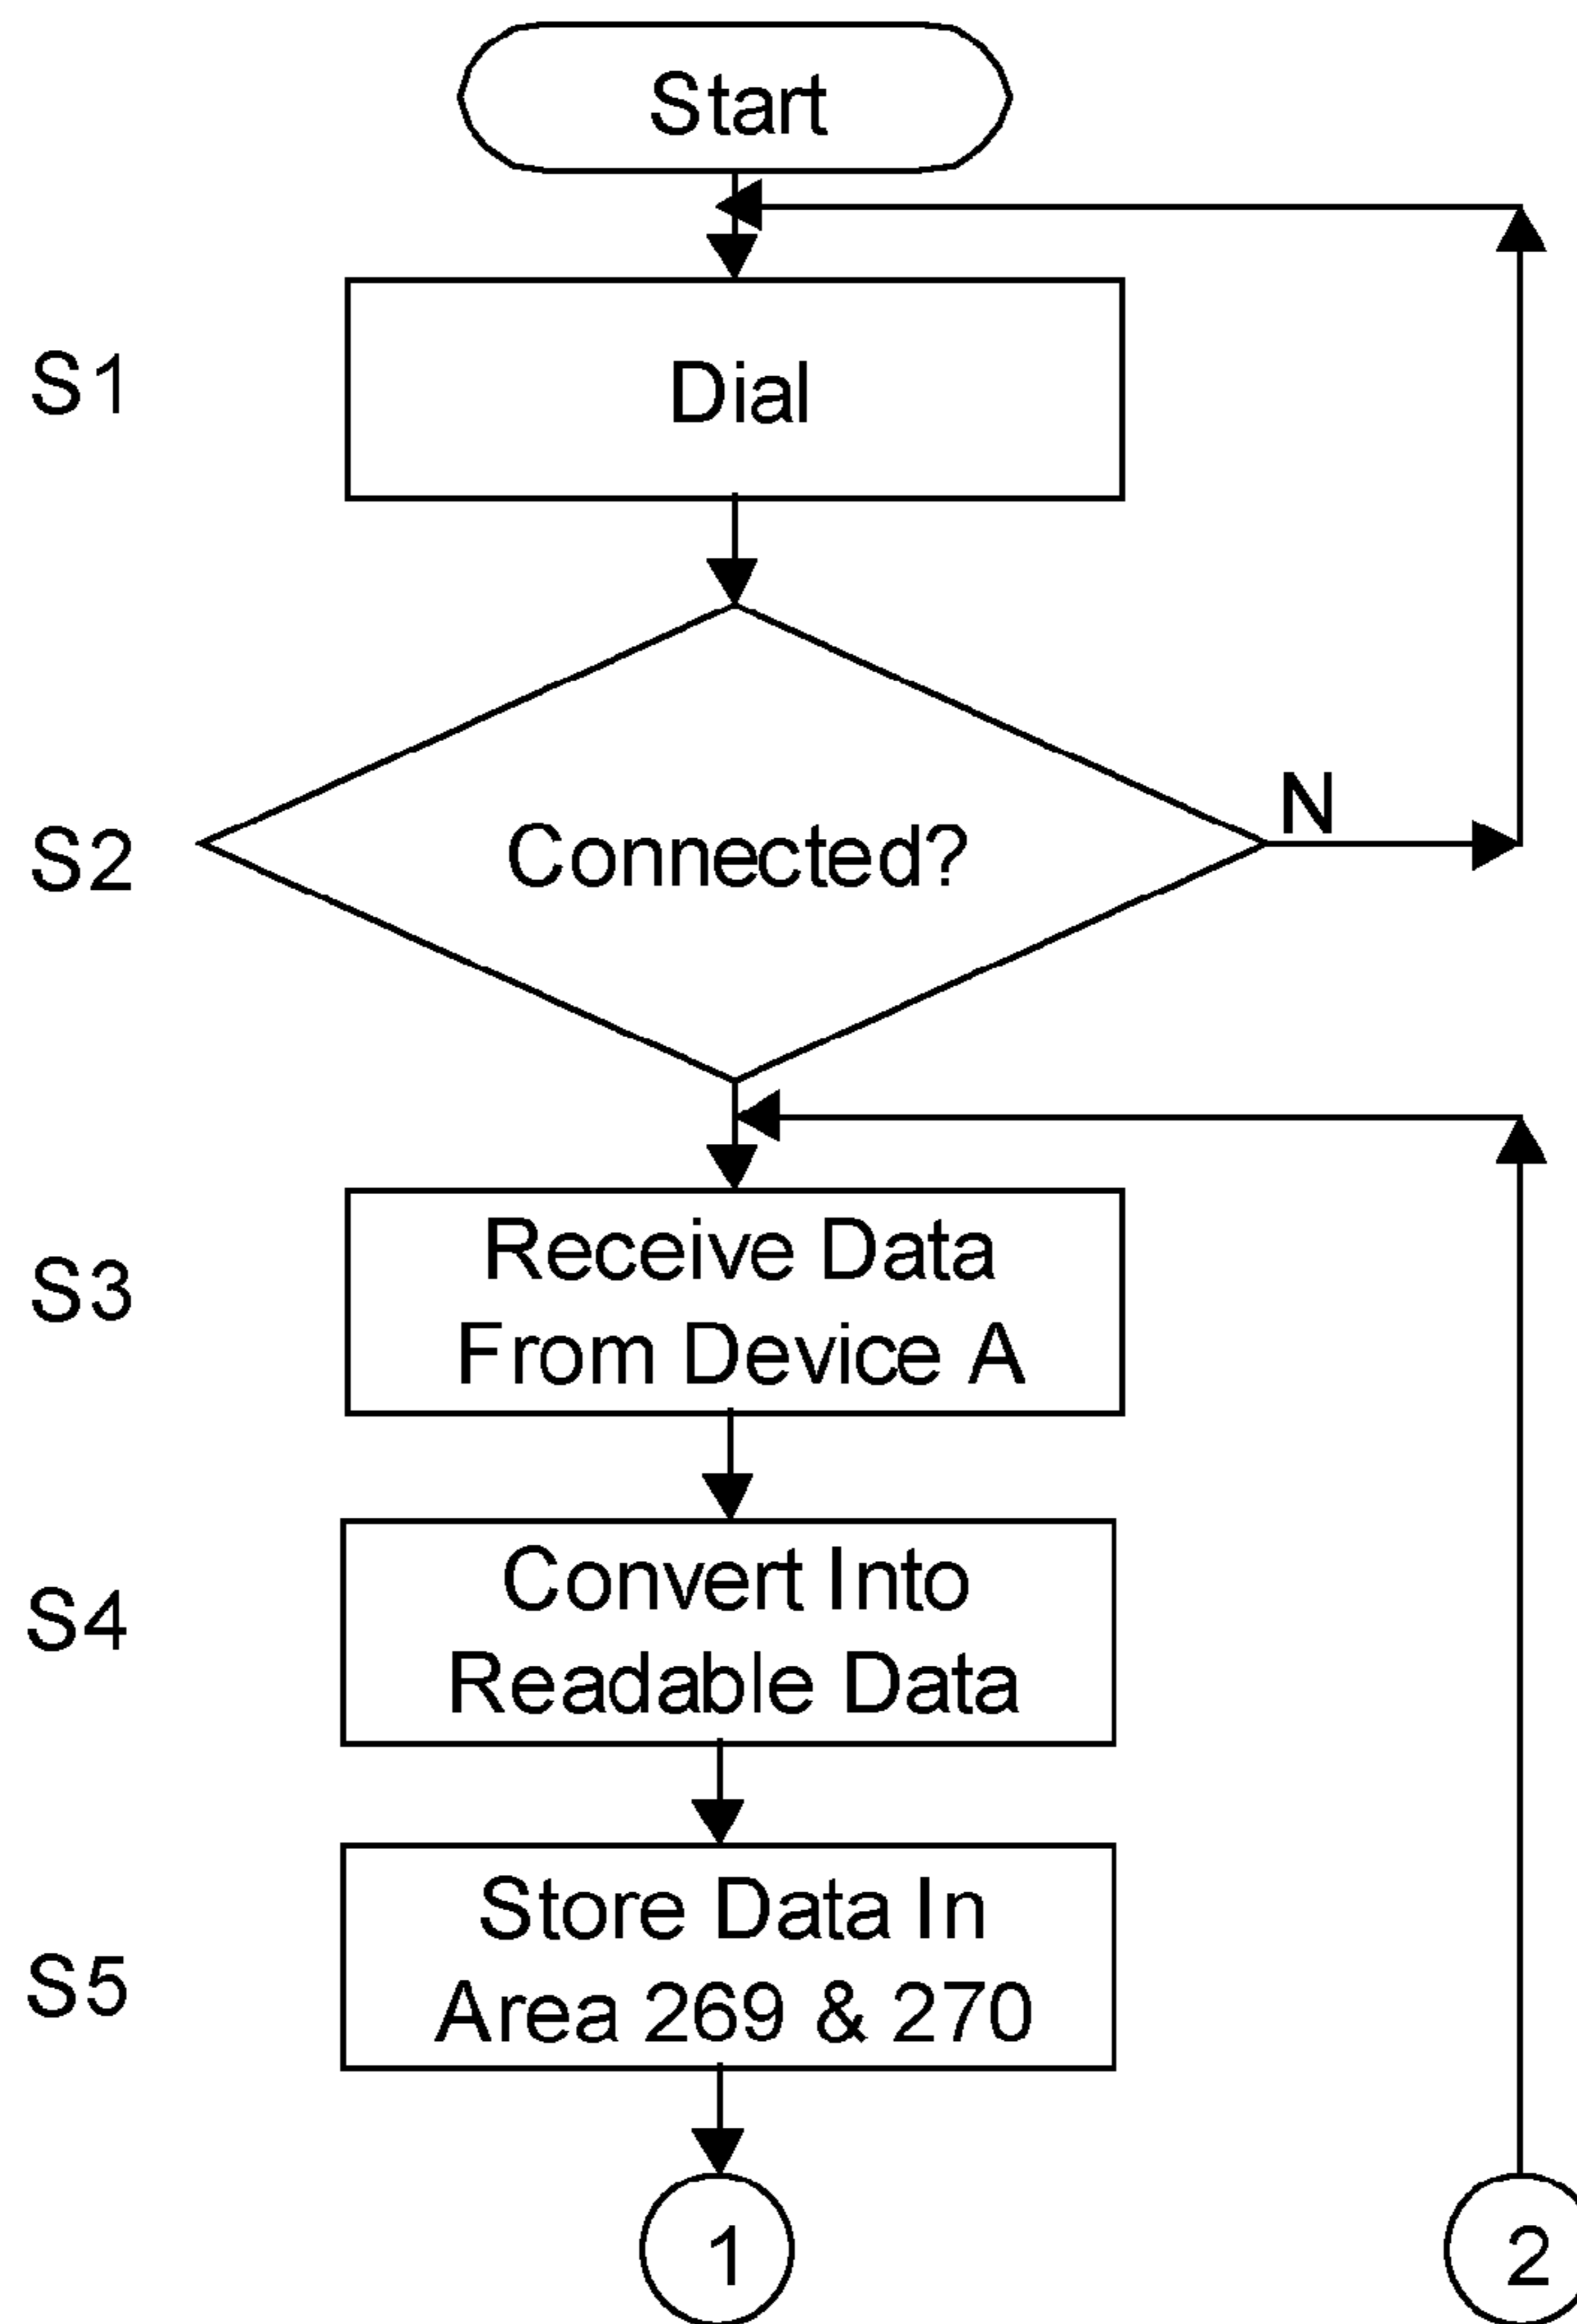 Start
S1
Dial
S2
Connected?
N
S3
Receive Data
From Device A
S4
Convert Into
Readable Data
S5
Store Data In
Area 269 & 270
1
2